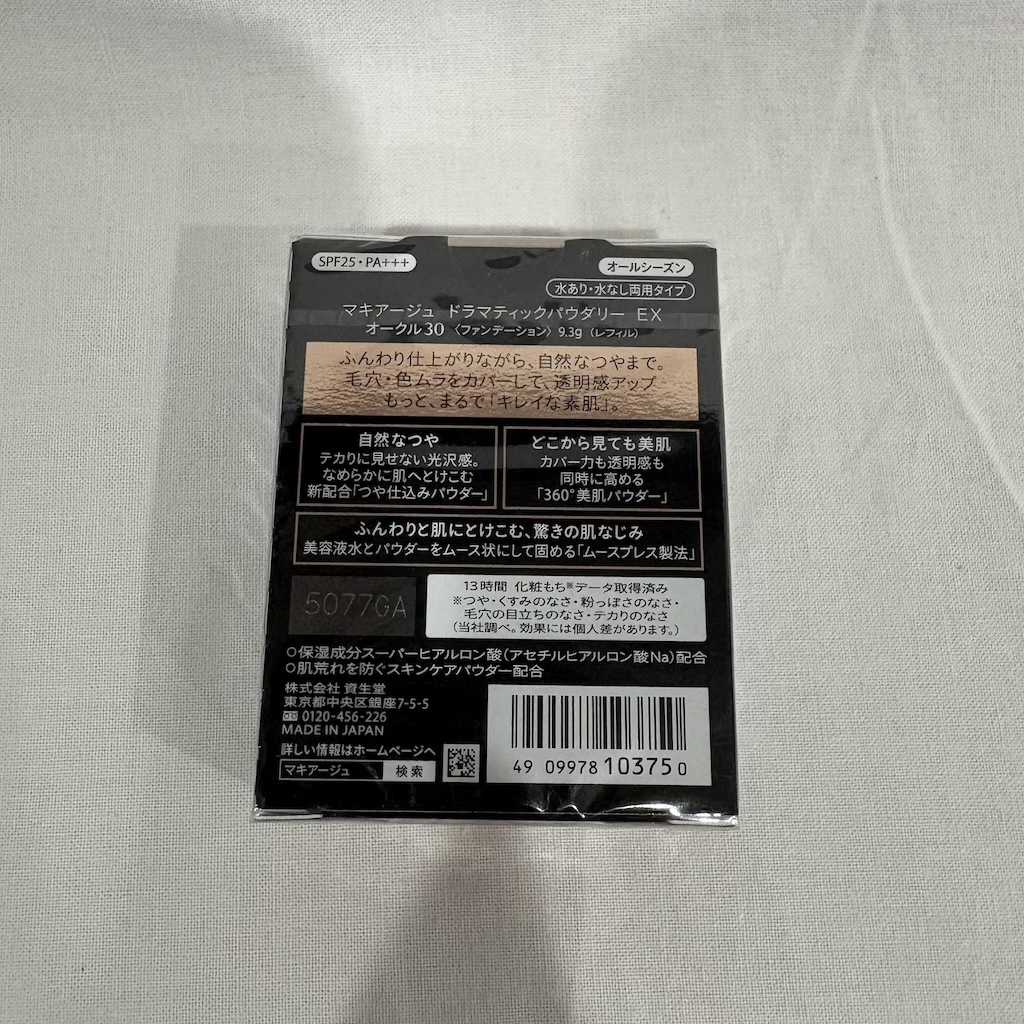 SPF25・PA+++
オールシーズン
水あり・水なし両用タイプ
マキアージュ ドラマティックパウダリー EX
オークル30 〈ファンデーション〉 9.3g 〈レフィル〉
ふんわり仕上がりながら、自然なつやまで。
毛穴・色ムラをカバーして、透明感アップ
もっと、まるで「キレイな素肌」。
自然なつや
テカリに見せない光沢感。
なめらかに肌へとけこむ
新配合「つや仕込みパウダー」
どこから見ても美肌
カバー力も透明感も
同時に高める
「360°美肌パウダー」
ふんわりと肌にとけこむ、驚きの肌なじみ
美容液水とパウダーをムース状にして固める「ムースプレス製法」
5077GA
13時間 化粧もち※データ取得済み
※つや・くすみのなさ・粉っぽさのなさ・
毛穴の目立ちのなさ・テカりのなさ
(当社調べ。効果には個人差があります。)
○保湿成分スーパーヒアルロン酸(アセチルヒアルロン酸Na)配合
○肌荒れを防ぐスキンケアパウダー配合
株式会社 資生堂
東京都中央区銀座7-5-5
0120-456-226
MADE IN JAPAN
詳しい情報はホームページへ
マキアージュ 検索
49 09978 10375 0